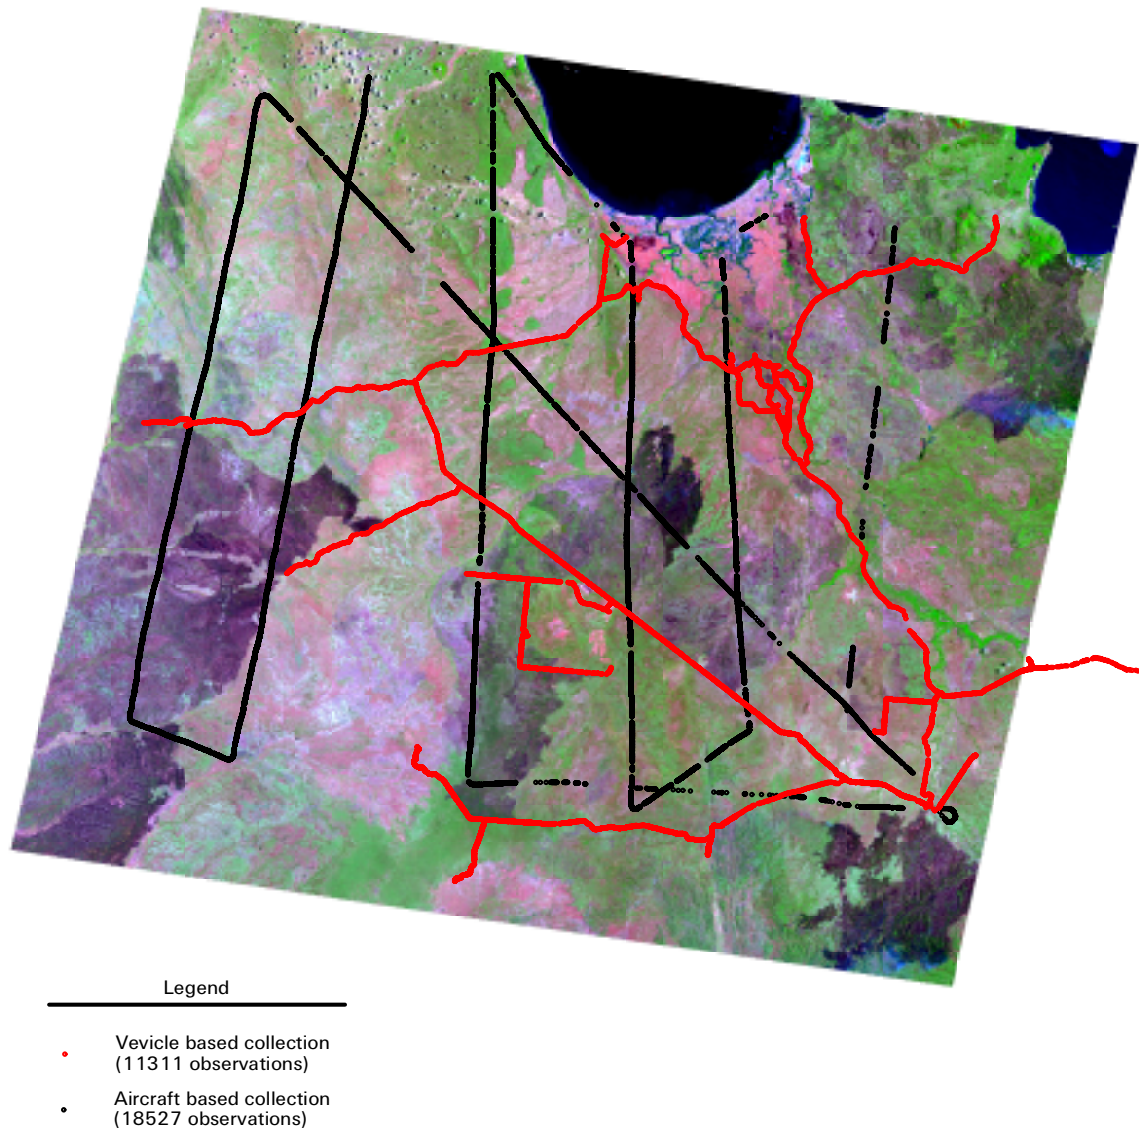 Legend
Vevicle based collection
(11311 observations)
Aircraft based collection
(18527 observations)